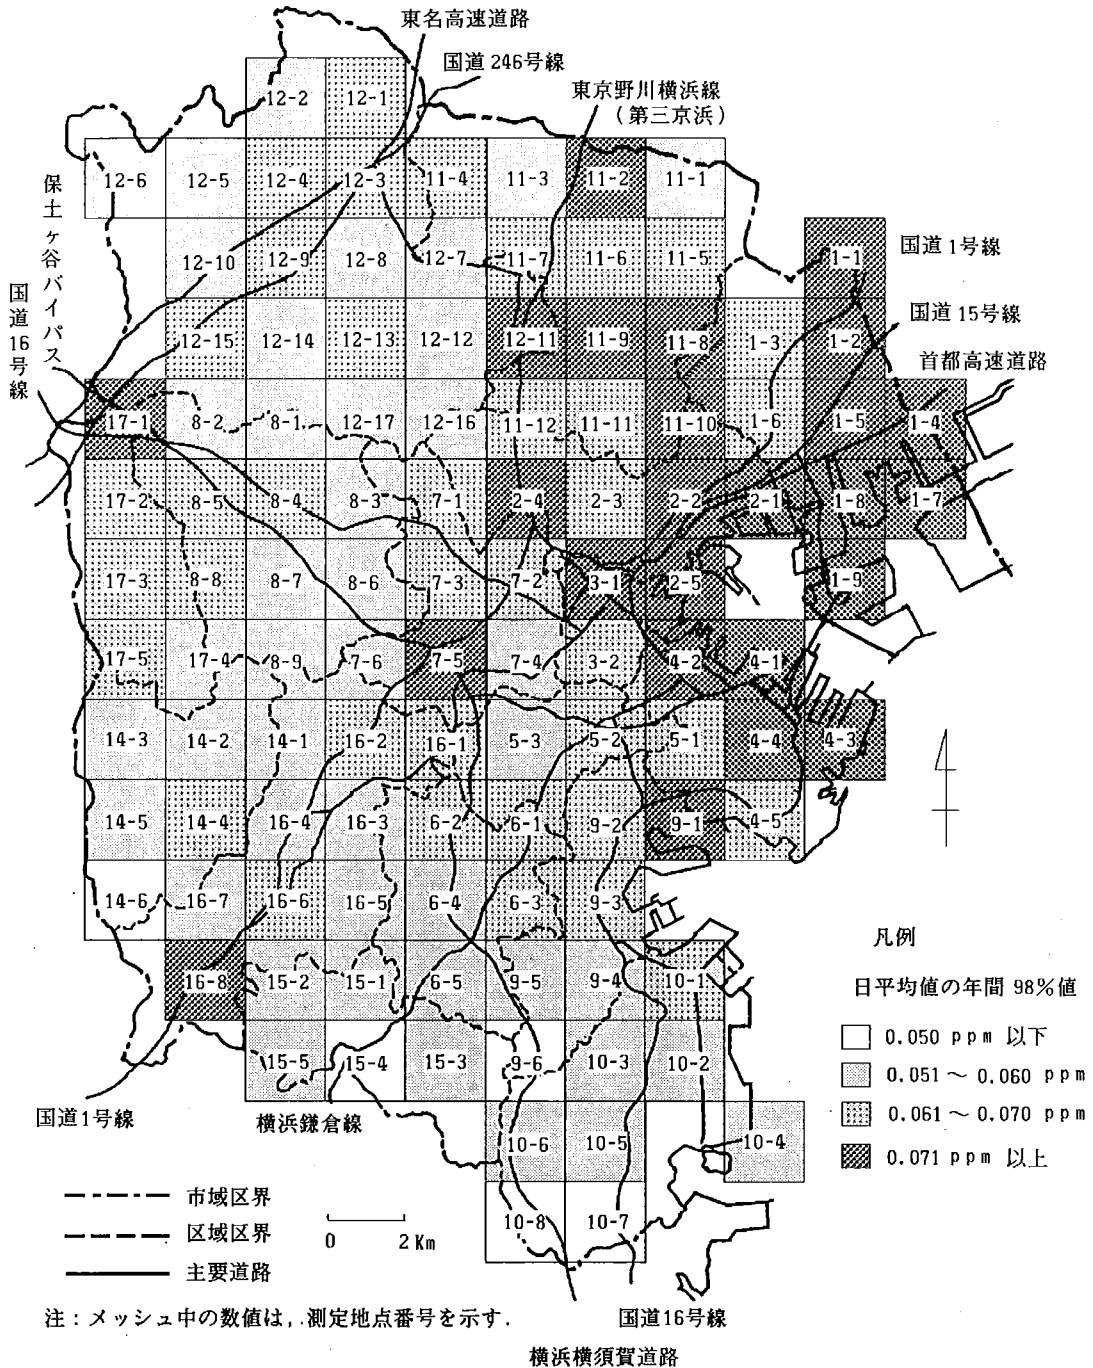 東名高速道路
国道246号線
東京野川横浜線
(第三京浜)
12-2 12-1
12-6 12-5 12-4 12-3 11-4 11-3 11-2 11-1
保土ヶ谷バイパス
国道16号線
12-10 12-9 12-8 12-7 11-7 11-6 11-5 1-1
国道1号線
国道15号線
12-15 12-14 12-13 12-12 12-11 11-9 11-8 1-3 1-2
首都高速道路
17-1 8-2 8-1 12-17 12-16 11-12 11-11 11-10 1-6 1-5 1-4
17-2 8-5 8-4 8-3 7-1 2-4 2-3 2-2 2-1 1-8 1-7
17-3 8-8 8-7 8-6 7-3 7-2 3-1 2-5 1-9
17-5 17-4 8-9 7-6 7-5 7-4 3-2 4-2 4-1
14-3 14-2 14-1 16-2 16-1 5-3 5-2 5-1 4-4 4-3
14-5 14-4 16-4 16-3 6-2 6-1 9-2 9-1 4-5
14-6 16-7 16-6 16-5 6-4 6-3 9-3
16-8 15-2 15-1 6-5 9-5 9-4 10-1
15-5 15-4 15-3 9-6 10-3 10-2
10-6 10-5 10-4
10-8 10-7
凡例
日平均値の年間 98%値
0.050 ppm 以下
0.051 ～ 0.060 ppm
0.061 ～ 0.070 ppm
0.071 ppm 以上
国道1号線
横浜鎌倉線
市域区界
区域区界
主要道路
0 2 Km
注:メッシュ中の数値は,測定地点番号を示す.
国道16号線
横浜横須賀道路